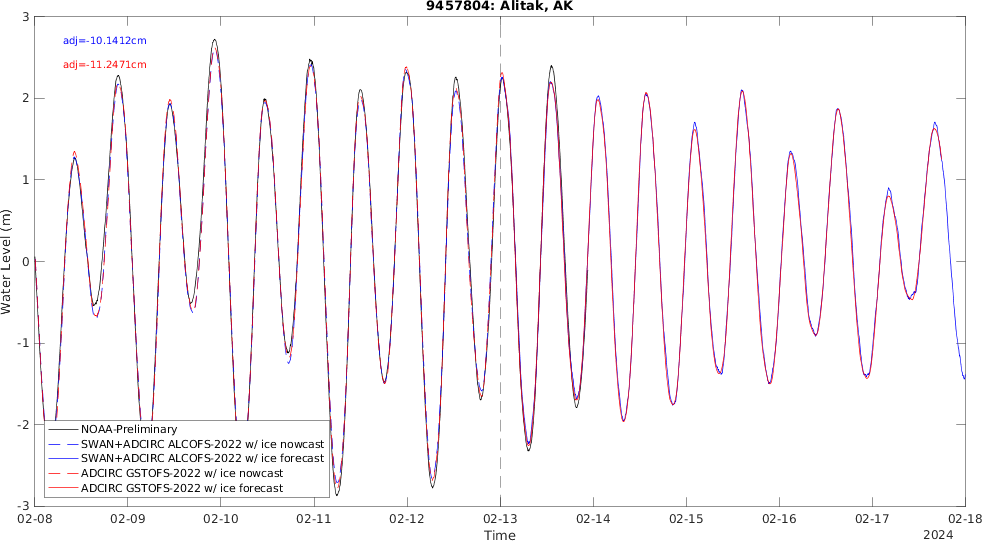 9457804: Alitak, AK
adj=-10.1412cm
adj=-11.2471cm
Water Level (m)
3
2
1
0
-1
-2
-3
NOAA-Preliminary
SWAN+ADCIRC ALCOFS-2022 w/ ice nowcast
SWAN+ADCIRC ALCOFS-2022 w/ ice forecast
ADCIRC GSTOFS-2022 w/ ice nowcast
ADCIRC GSTOFS-2022 w/ ice forecast
02-08 02-09 02-10 02-11 02-12 02-13 02-14 02-15 02-16 02-17 02-18
Time
2024